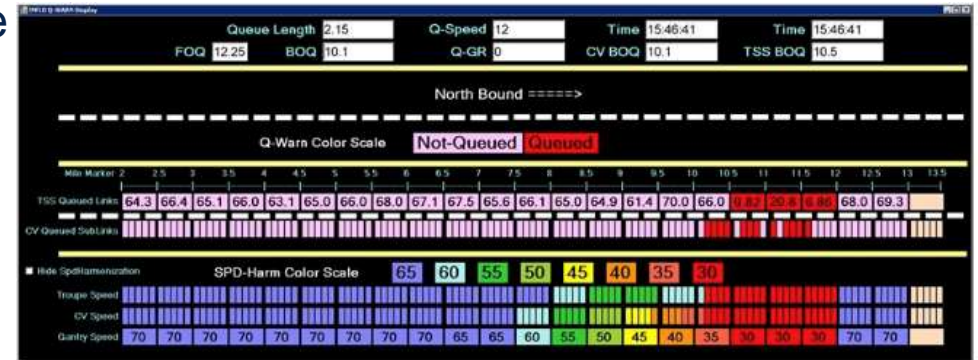 e
INFLO Q-WARN Display
Queue Length 2.15 Q-Speed 12 Time 15:46:41 Time 15:46:41
FOQ 12.25 BOQ 10.1 Q-GR 0 CV BOQ 10.1 TSS BOQ 10.5
North Bound =====>
Q-Warn Color Scale Not-Queued Queued
Mile Marker 2 2.5 3 3.5 4 4.5 5 5.5 6 6.5 7 7.5 8 8.5 9 9.5 10 10.5 11 11.5 12 12.5 13 13.5
TSS Queued Links 64.3 66.4 65.1 66.0 63.1 65.0 66.0 68.0 67.1 67.5 65.6 66.1 65.0 64.9 61.4 70.0 66.0 9.82 20.8 6.86 68.0 69.3
CV Queued SubLinks
Hide SpdHarmonization SPD-Harm Color Scale 65 60 55 50 45 40 35 30
Troupe Speed
CV Speed
Gantry Speed 70 70 70 70 70 70 70 70 65 65 60 55 50 45 40 35 30 30 30 70 70